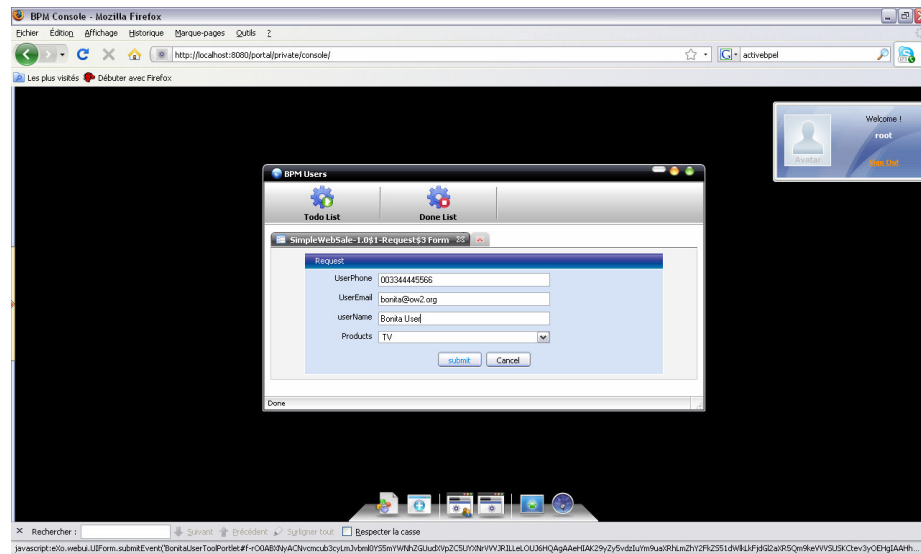 BPM Console - Mozilla Firefox
Fichier Édition Affichage Historique Marque-pages Outils ?
http://localhost:8080/portal/private/console/
activebpel
Les plus visités Débuter avec Firefox
Welcome !
root
Avatar
Sign Out
BPM Users
Todo List Done List
SimpleWebSale-1.0$1-Request$3 Form
Request
UserPhone 003344445566
UserEmail bonita@ow2.org
userName Bonita User
Products TV
submit Cancel
Done
Rechercher : Suivant Précédent Surligner tout Respecter la casse